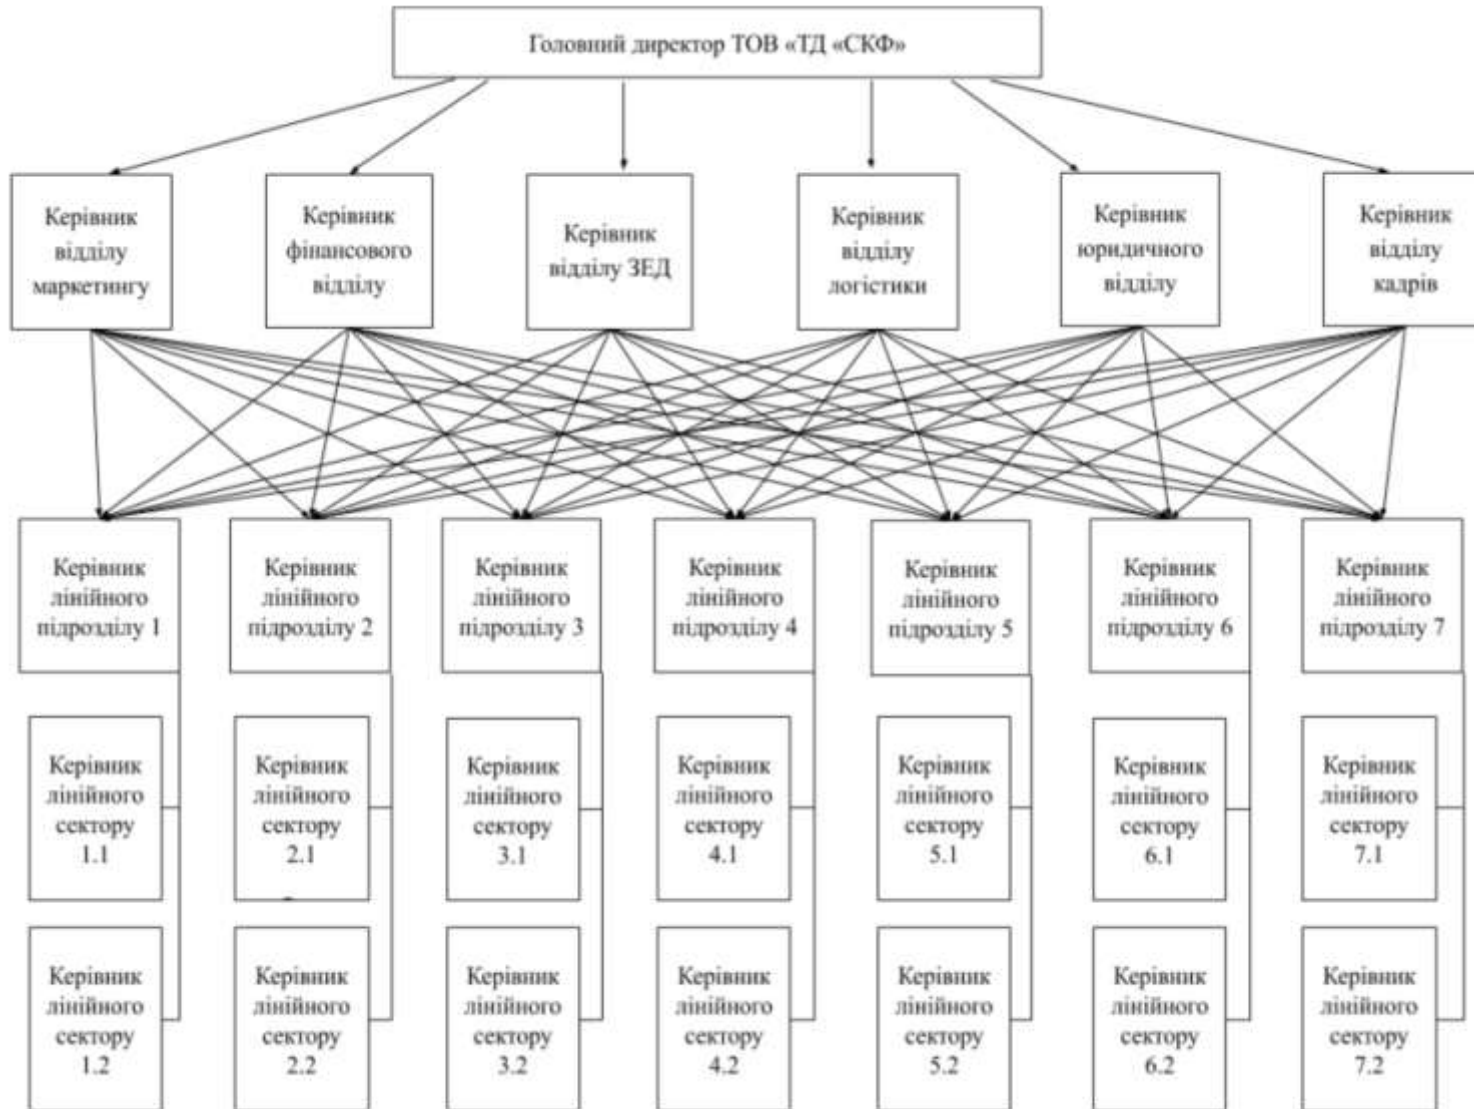 Головний директор ТОВ «ТД «СКФ»
Керівник
відділу
маркетингу
Керівник
фінансового
відділу
Керівник
відділу ЗЕД
Керівник
відділу
логістики
Керівник
юридичного
відділу
Керівник
відділу
кадрів
Керівник
лінійного
підрозділу 1
Керівник
лінійного
підрозділу 2
Керівник
лінійного
підрозділу 3
Керівник
лінійного
підрозділу 4
Керівник
лінійного
підрозділу 5
Керівник
лінійного
підрозділу 6
Керівник
лінійного
підрозділу 7
Керівник
лінійного
сектору
1.1
Керівник
лінійного
сектору
2.1
Керівник
лінійного
сектору
3.1
Керівник
лінійного
сектору
4.1
Керівник
лінійного
сектору
5.1
Керівник
лінійного
сектору
6.1
Керівник
лінійного
сектору
7.1
Керівник
лінійного
сектору
1.2
Керівник
лінійного
сектору
2.2
Керівник
лінійного
сектору
3.2
Керівник
лінійного
сектору
4.2
Керівник
лінійного
сектору
5.2
Керівник
лінійного
сектору
6.2
Керівник
лінійного
сектору
7.2